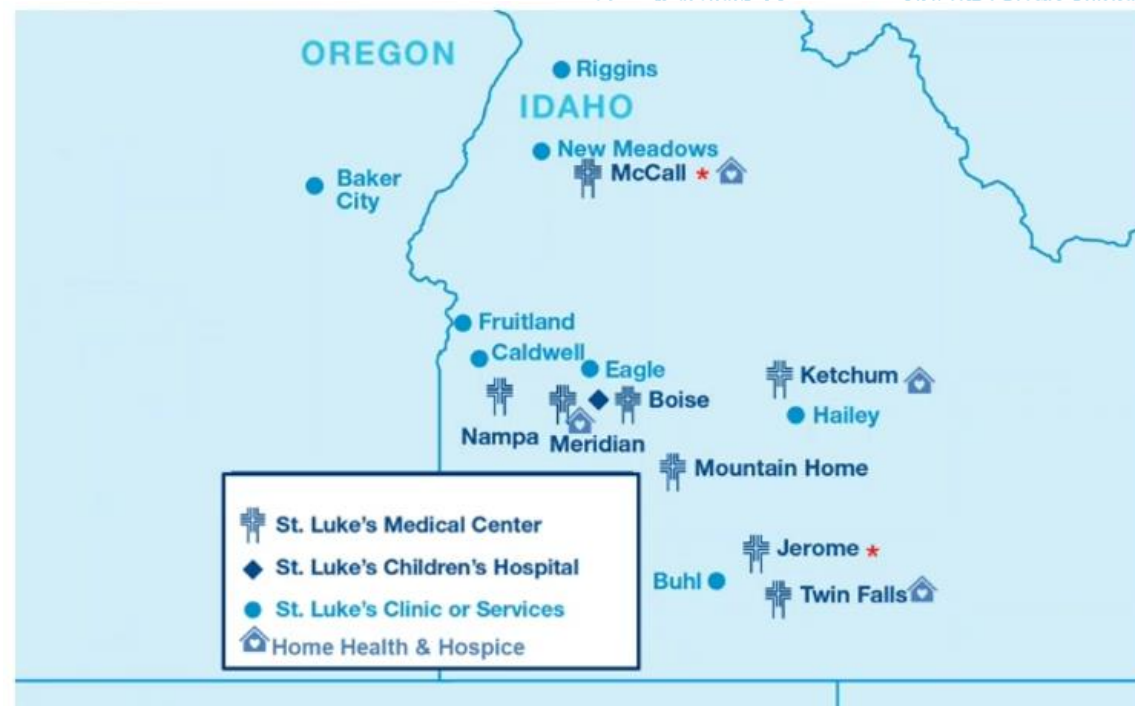 OREGON
Riggins
IDAHO
New Meadows
McCall *
Baker
City
Fruitland
Caldwell
Eagle
Ketchum
Boise
Hailey
Nampa
Meridian
Mountain Home
St. Luke's Medical Center
St. Luke's Children's Hospital
St. Luke's Clinic or Services
Home Health & Hospice
Jerome *
Buhl
Twin Falls